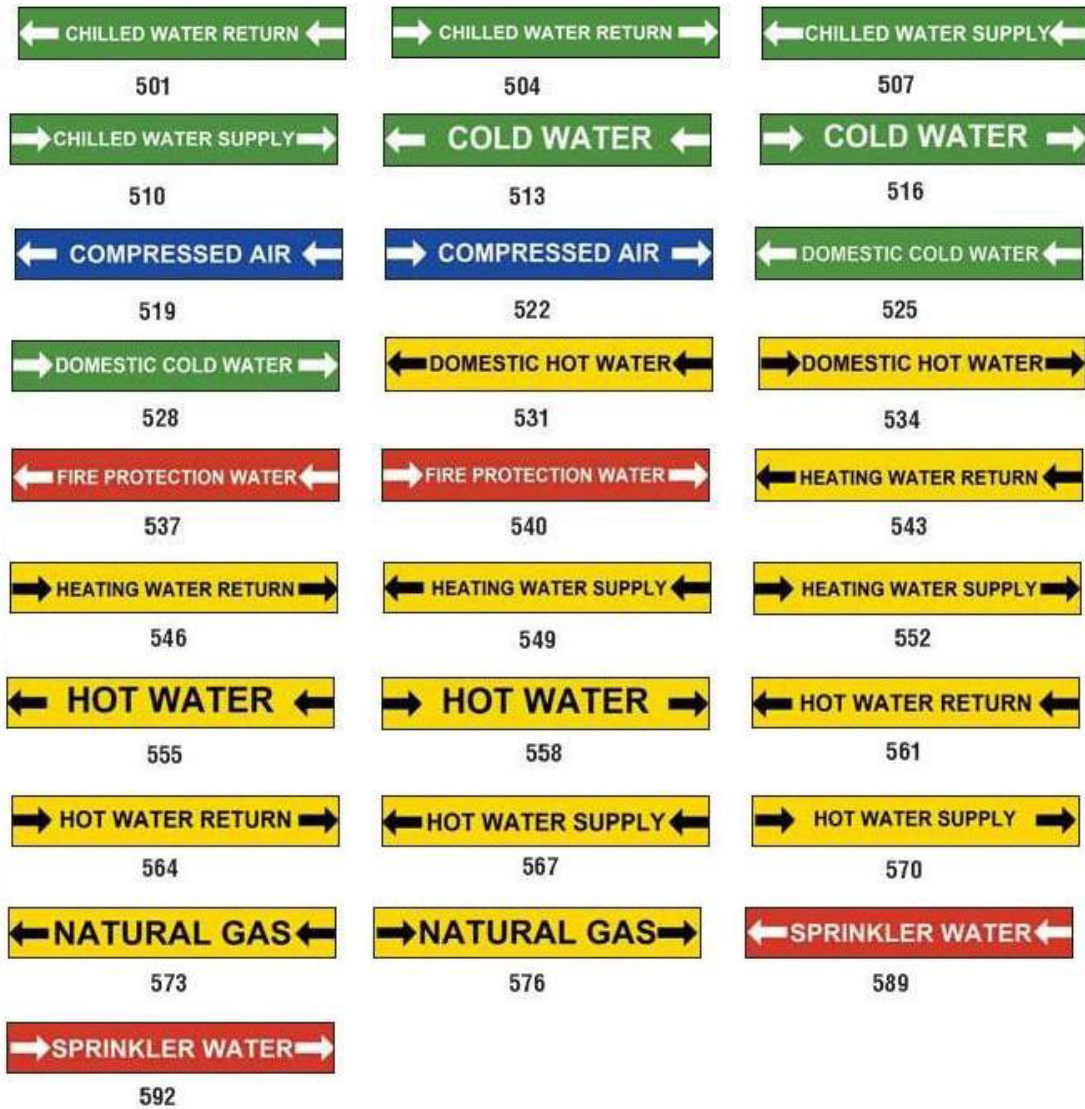 CHILLED WATER RETURN
CHILLED WATER RETURN
CHILLED WATER SUPPLY
501
504
507
CHILLED WATER SUPPLY
COLD WATER
COLD WATER
510
513
516
COMPRESSED AIR
COMPRESSED AIR
DOMESTIC COLD WATER
519
522
525
DOMESTIC COLD WATER
DOMESTIC HOT WATER
DOMESTIC HOT WATER
528
531
534
FIRE PROTECTION WATER
FIRE PROTECTION WATER
HEATING WATER RETURN
537
540
543
HEATING WATER RETURN
HEATING WATER SUPPLY
HEATING WATER SUPPLY
546
549
552
HOT WATER
HOT WATER
HOT WATER RETURN
555
558
561
HOT WATER RETURN
HOT WATER SUPPLY
HOT WATER SUPPLY
564
567
570
NATURAL GAS
NATURAL GAS
SPRINKLER WATER
573
576
589
SPRINKLER WATER
592